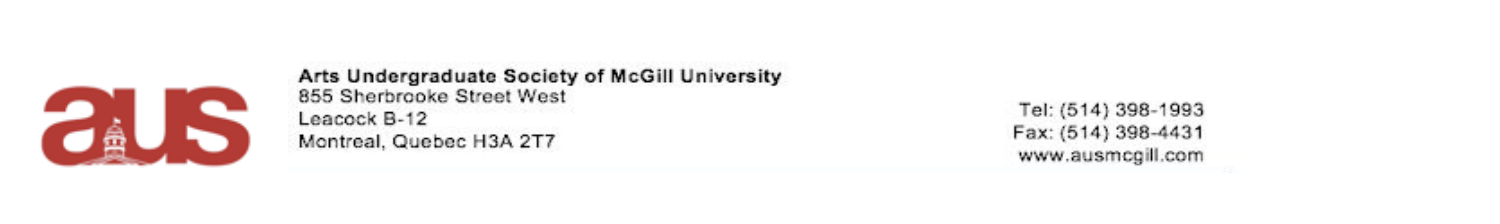 aus
Arts Undergraduate Society of McGill University
855 Sherbrooke Street West
Leacock B-12
Montreal, Quebec H3A 2T7
Tel: (514) 398-1993
Fax: (514) 398-4431
www.ausmcgill.com